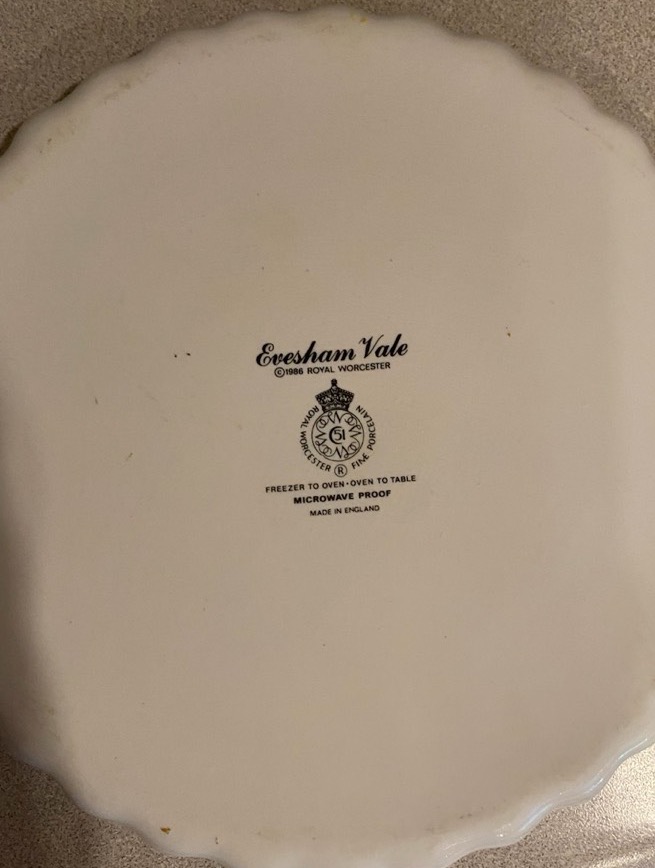 Evesham Vale
©1986 ROYAL WORCESTER
ROYAL WORCESTER ® FINE PORCELAIN
51
FREEZER TO OVEN·OVEN TO TABLE
MICROWAVE PROOF
MADE IN ENGLAND